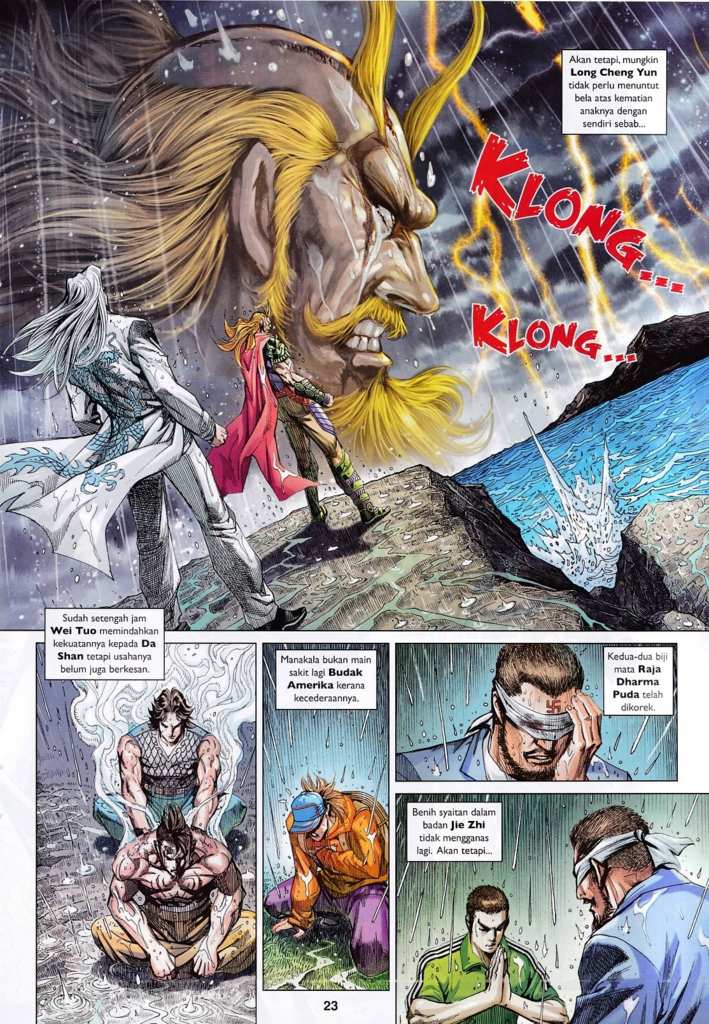 Akan tetapi, mungkin
Long Cheng Yun
tidak perlu menuntut
bela atas kematian
anaknya dengan
sendiri sebab...
KLONG...
KLONG...
Sudah setengah jam
Wei Tuo memindahkan
kekuatannya kepada Da
Shan tetapi usahanya
belum juga berkesan.
Manakala bukan main
sakit lagi Budak
Amerika kerana
kecederaannya.
Kedua-dua biji
mata Raja
Dharma
Puda telah
dikorek.
Benih syaitan dalam
badan Jie Zhi
tidak mengganas
lagi. Akan tetapi...
23